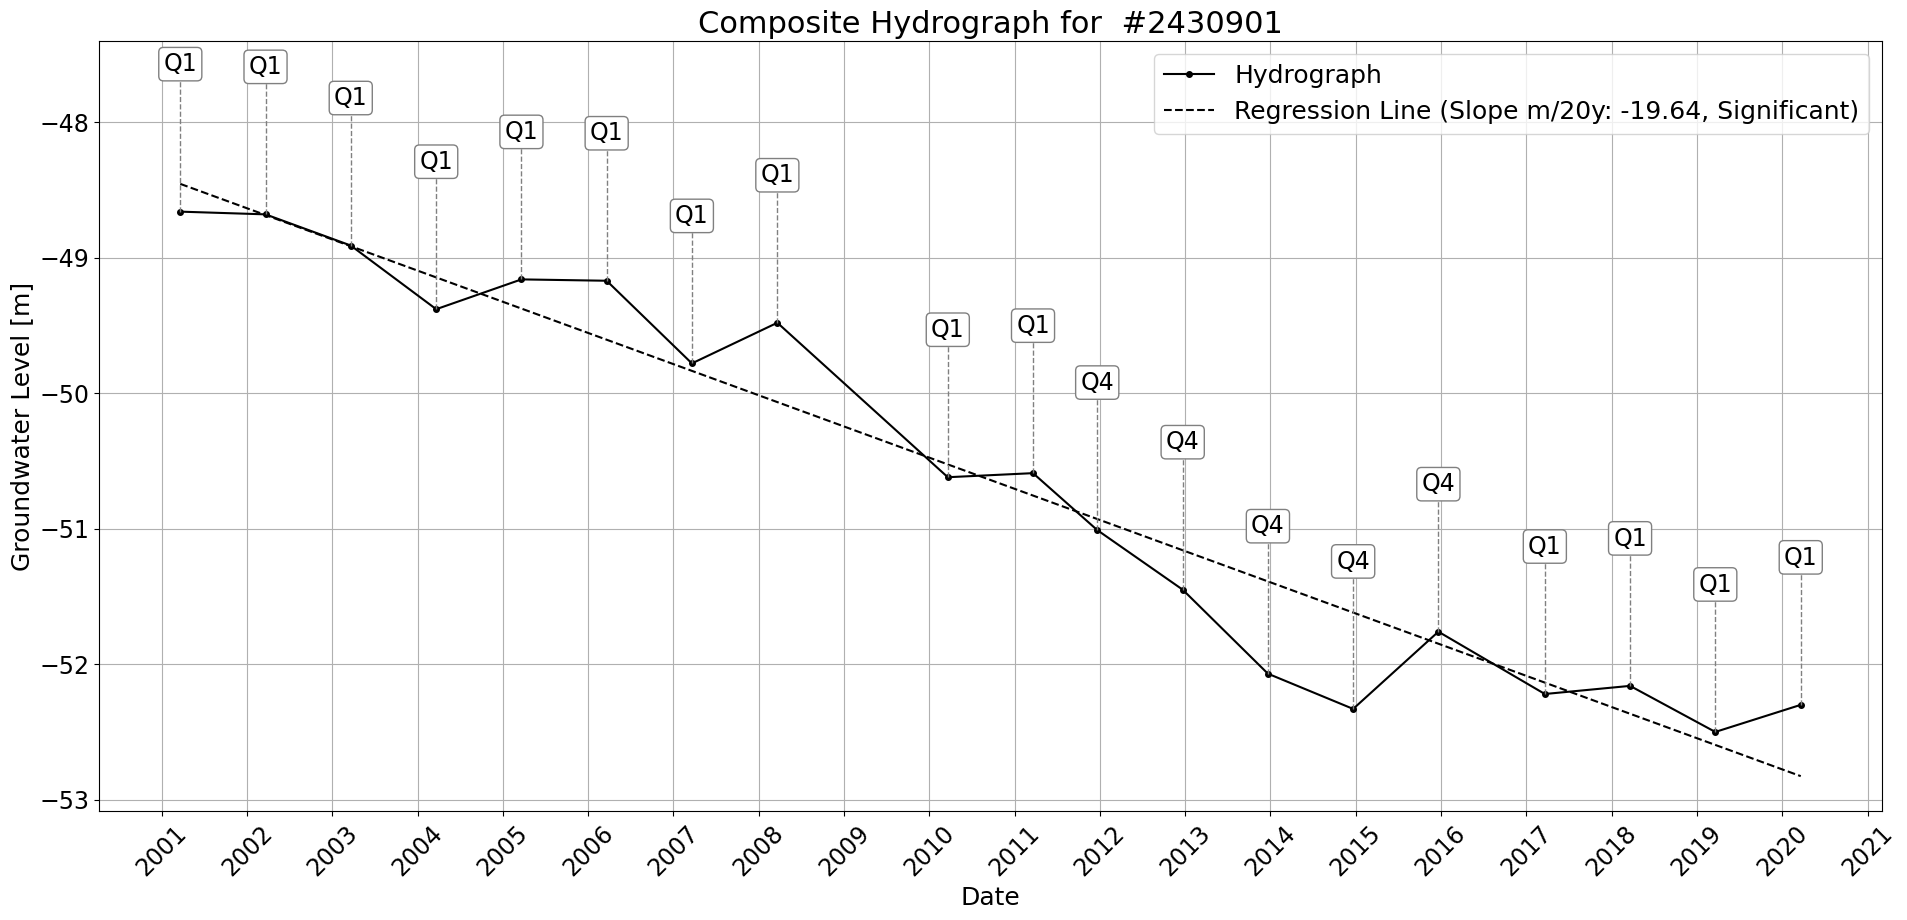 Composite Hydrograph for #2430901
Hydrograph
Regression Line (Slope m/20y: -19.64, Significant)
Q1
Q1
Q1
Q1
Q1
Q1
Q1
Q1
Q1
Q1
Q4
Q4
Q4
Q4
Q4
Q1
Q1
Q1
Q1
Groundwater Level [m]
−48
−49
−50
−51
−52
−53
2001
2002
2003
2004
2005
2006
2007
2008
2009
2010
2011
2012
2013
2014
2015
2016
2017
2018
2019
2020
2021
Date